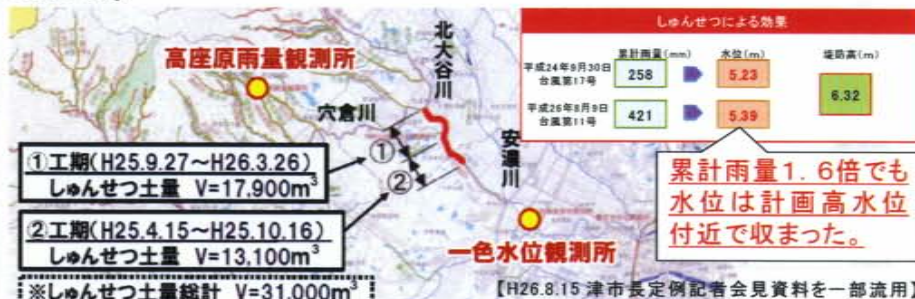 しゅんせつによる効果
累計雨量(mm) 水位(m) 堤防高(m)
平成24年9月30日
台風第17号
258
5.23
6.32
平成26年8月9日
台風第11号
421
5.39
累計雨量1.6倍でも
水位は計画高水位
付近で収まった。
北大谷川
高座原雨量観測所
穴倉川
安濃川
①
②
①工期(H25.9.27～H26.3.26)
しゅんせつ土量 V=17,900m³
②工期(H25.4.15～H25.10.16)
しゅんせつ土量 V=13,100m³
一色水位観測所
※しゅんせつ土量総計 V=31,000m³
【H26.8.15 津市長定例記者会見資料を一部流用】